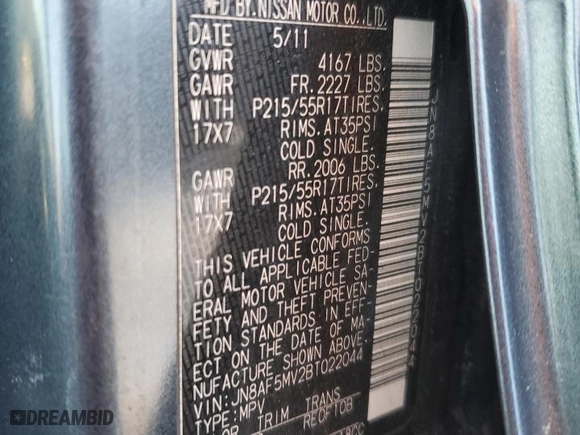 MFD BY.NISSAN MOTOR CO.,LTD.
DATE 5/11
GVWR 4167 LBS.
GAWR FR.2227 LBS.
WITH P215/55R17TIRES.
17X7 RIMS.AT35PSI
COLD SINGLE.
GAWR RR.2006 LBS.
WITH P215/55R17TIRES.
17X7 RIMS.AT35PSI
COLD SINGLE.
THIS VEHICLE CONFORMS
TO ALL APPLICABLE FED-
ERAL MOTOR VEHICLE SA-
FETY AND THEFT PREVEN-
TION STANDARDS IN EFF-
ECT ON THE DATE OF MA-
NUFACTURE SHOWN ABOVE.
VIN:JN8AF5MV2BT022044
TYPE:MPV
TRIM TRANS
JN8AF5MV2BT022044
DREAMBID